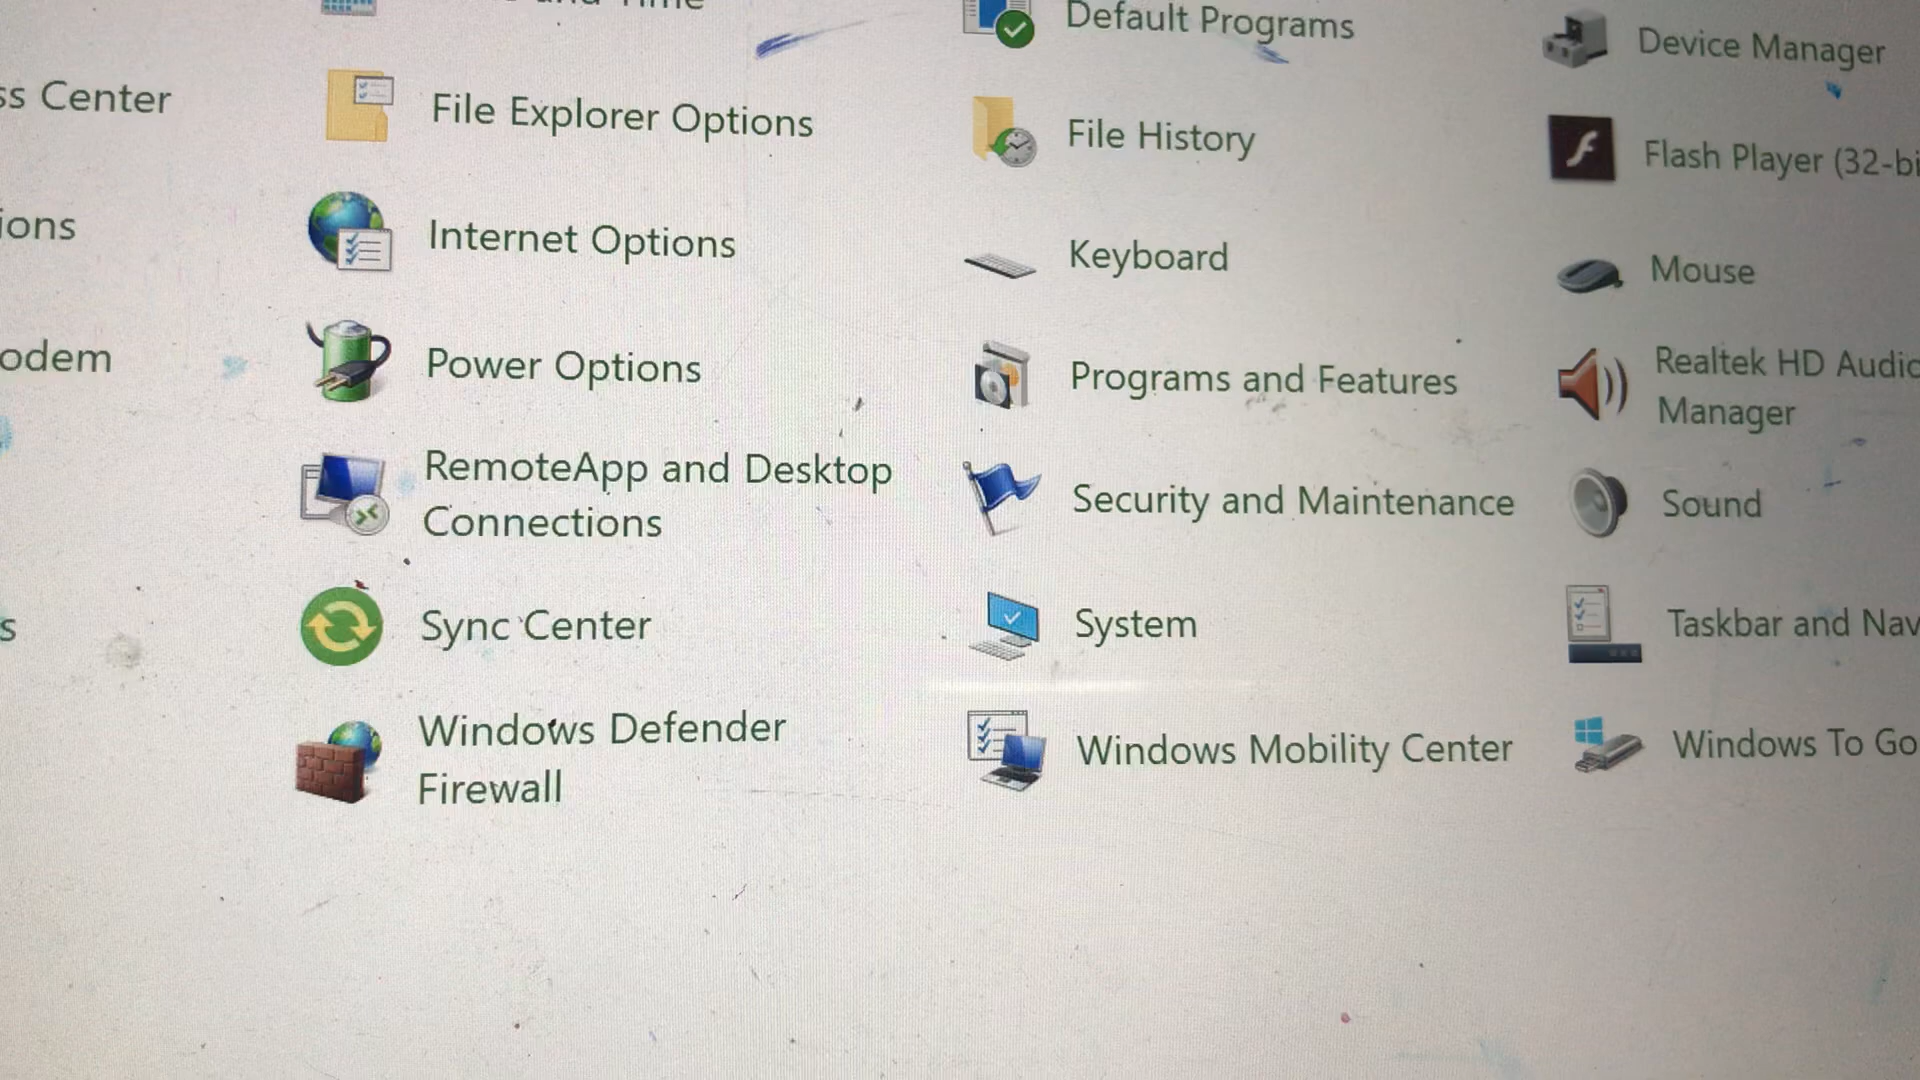 Default Programs
Device Manager
ss Center
File Explorer Options
File History
Flash Player (32-bi
ions
Internet Options
Keyboard
Mouse
odem
Power Options
Programs and Features
Realtek HD Audio
Manager
RemoteApp and Desktop
Connections
Security and Maintenance
Sound
s
Sync Center
System
Taskbar and Nav
Windows Defender
Firewall
Windows Mobility Center
Windows To Go